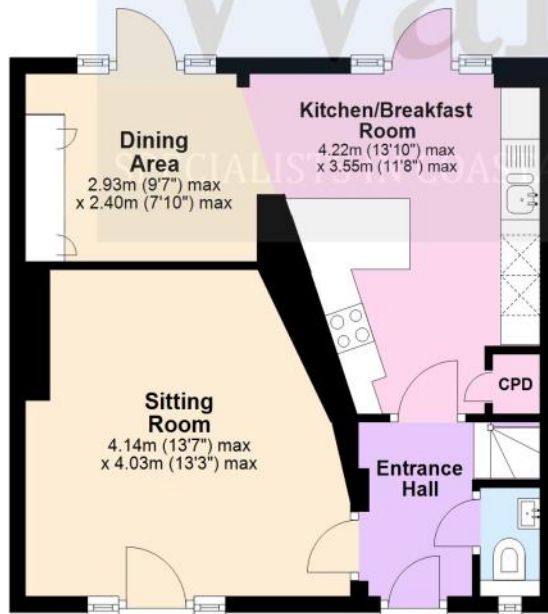 Dining
Area
2.93m (9'7") max
x 2.40m (7'10") max
Kitchen/Breakfast
Room
4.22m (13'10") max
x 3.55m (11'8") max
CPD
Sitting
Room
4.14m (13'7") max
x 4.03m (13'3") max
Entrance
Hall